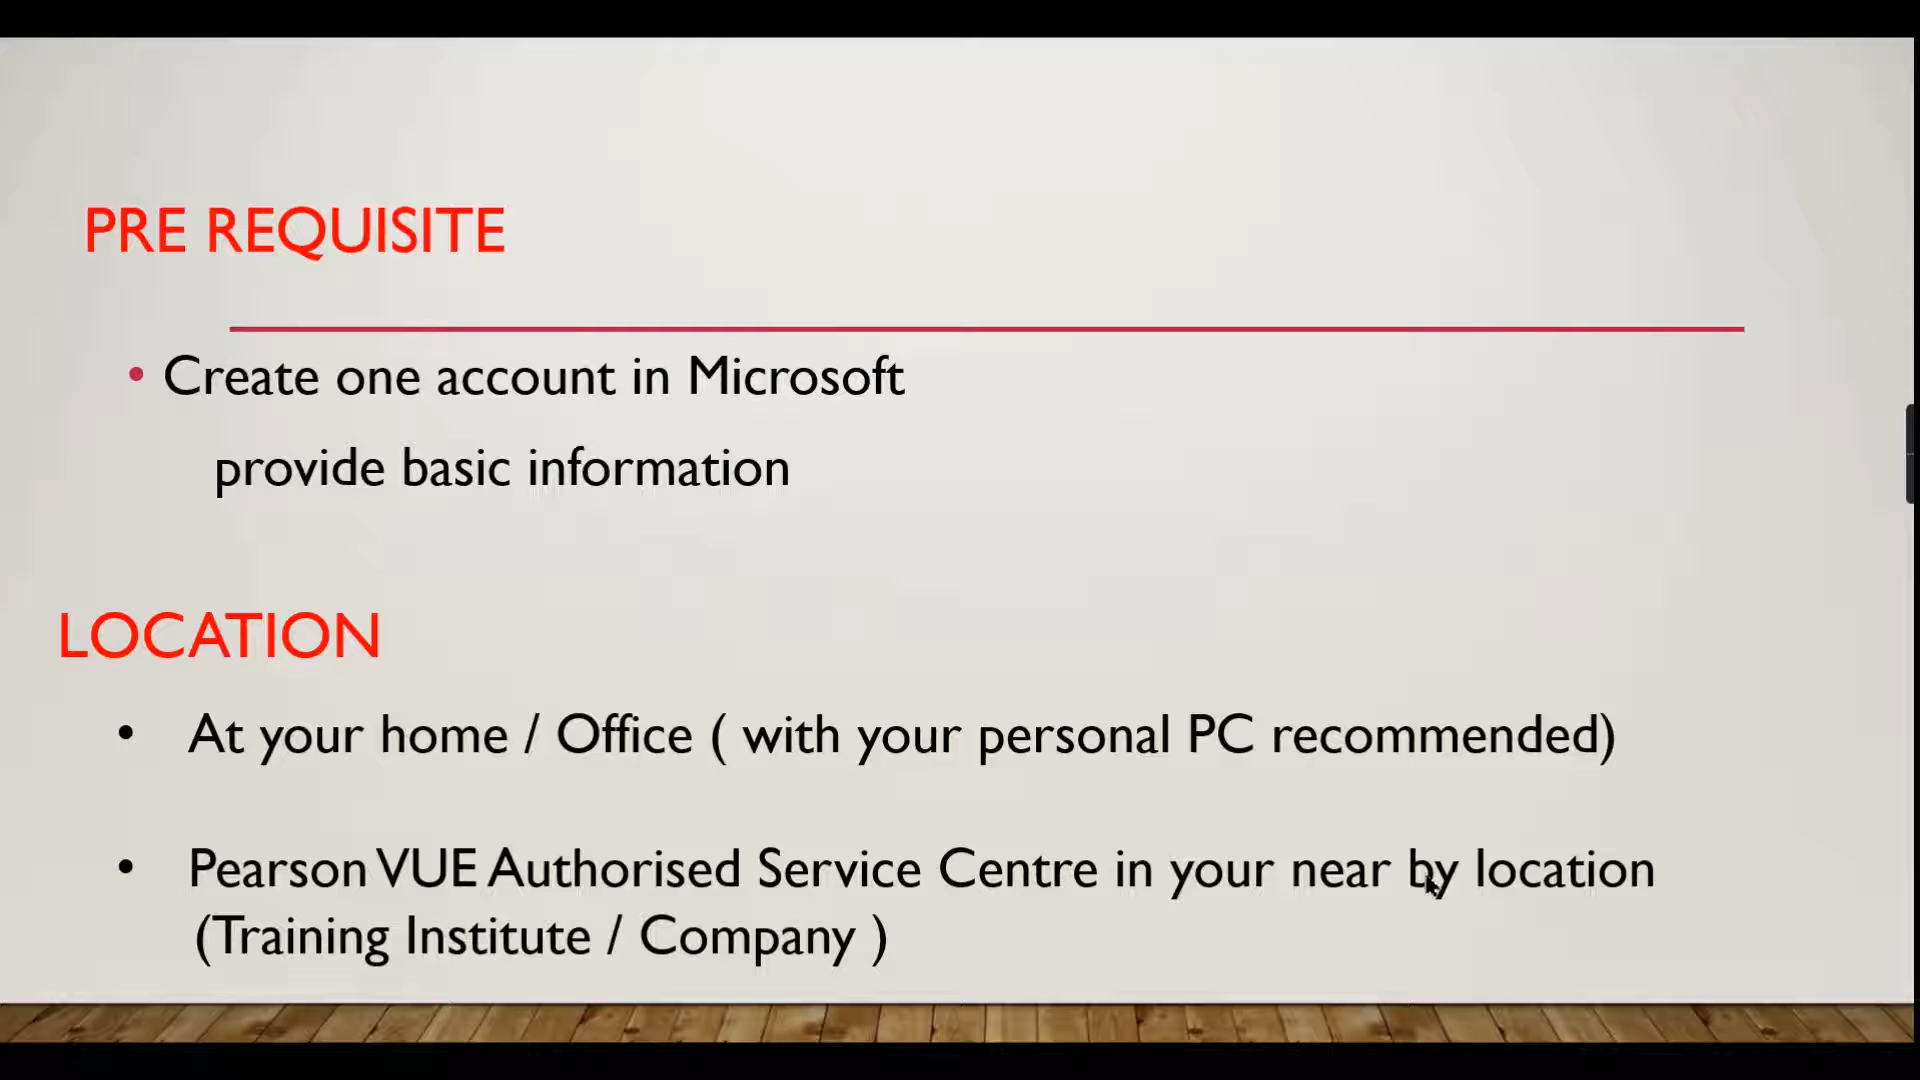 PRE REQUISITE
• Create one account in Microsoft
provide basic information
LOCATION
• At your home / Office ( with your personal PC recommended)
• Pearson VUE Authorised Service Centre in your near by location
(Training Institute / Company )